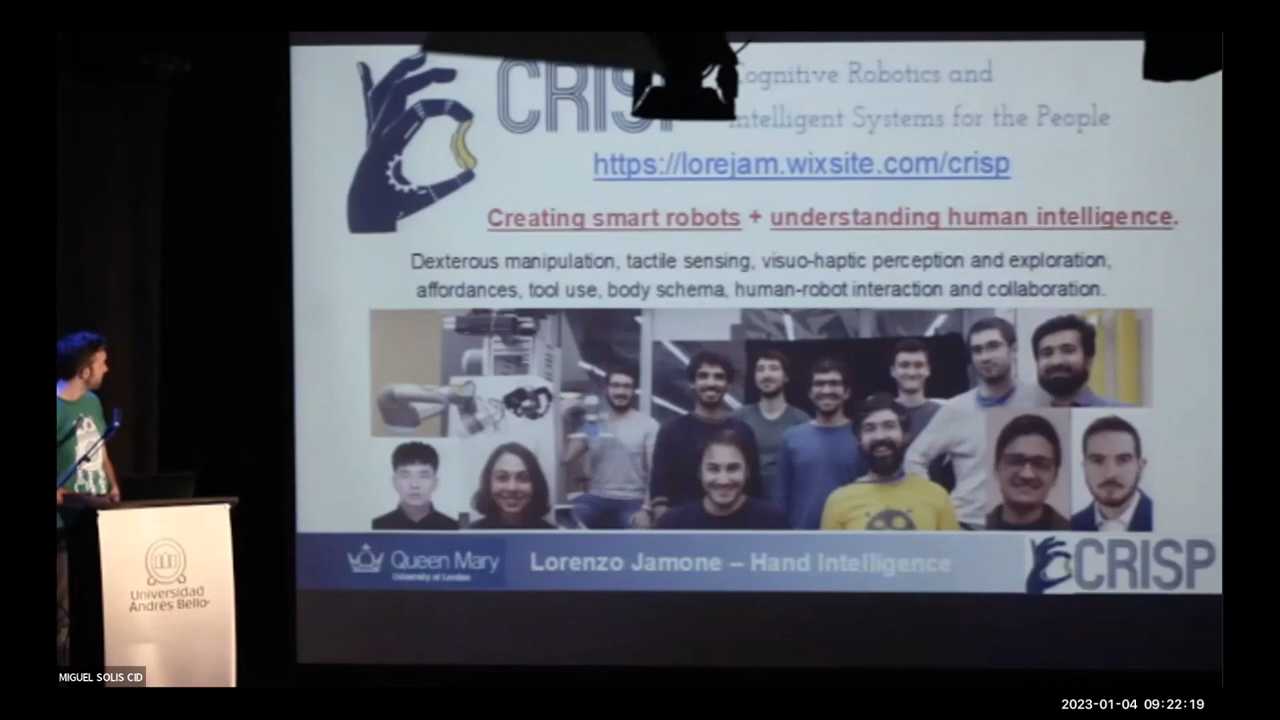 CRISP
Cognitive Robotics and
Intelligent Systems for the People
https://lorejam.wixsite.com/crisp
Creating smart robots + understanding human intelligence.
Dexterous manipulation, tactile sensing, visuo-haptic perception and exploration,
affordances, tool use, body schema, human-robot interaction and collaboration.
Queen Mary
University of London
Lorenzo Jamone – Hand Intelligence
CRISP
Universidad
Andrés Bello
MIGUEL SOLIS CID
2023-01-04 09:22:19